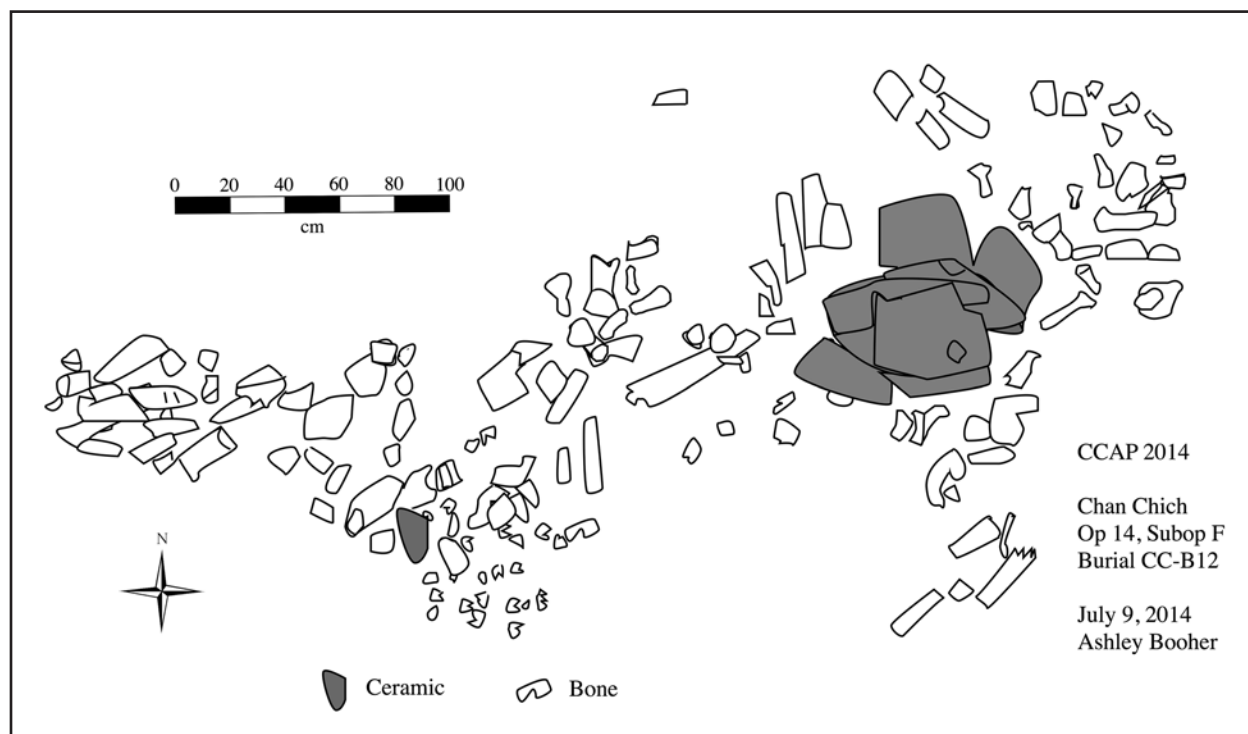 0 20 40 60 80 100
cm
CCAP 2014
Chan Chich
Op 14, Subop F
Burial CC-B12
N
July 9, 2014
Ashley Booher
Ceramic
Bone